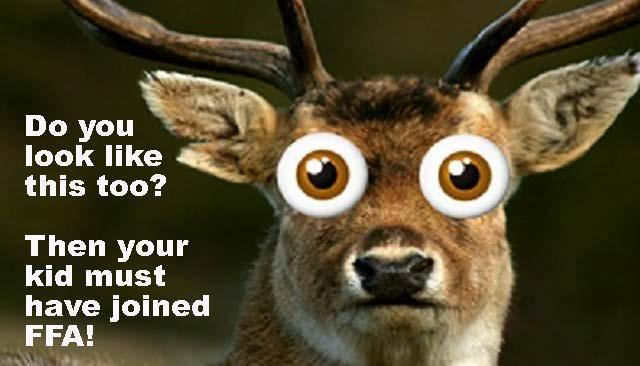 Do you
look like
this too?
Then your
kid must
have joined
FFA!